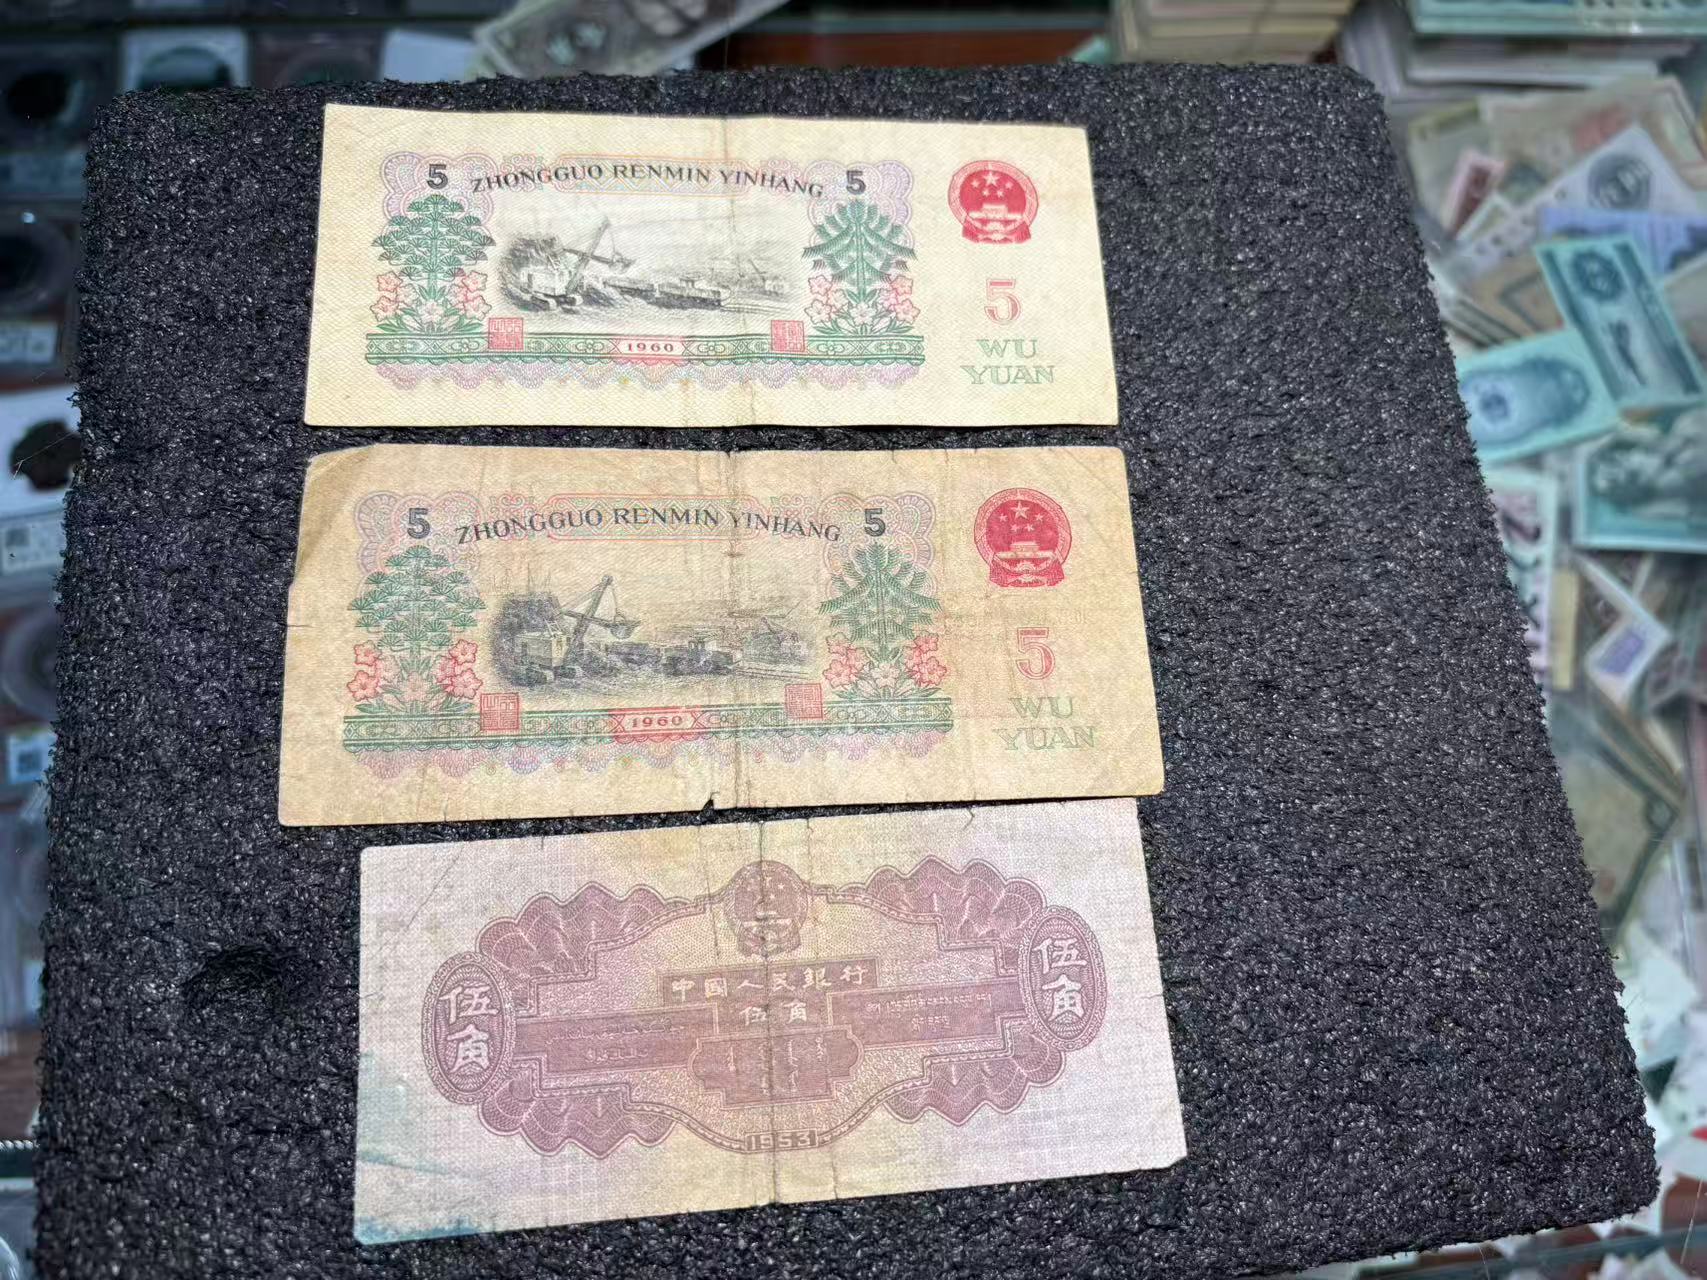 5 ZHONGGUO RENMIN YINHANG 5
5
WU
YUAN
1960
5 ZHONGGUO RENMIN YINHANG 5
5
WU
YUAN
1960
伍角
中國人民銀行
伍角
伍角
1953